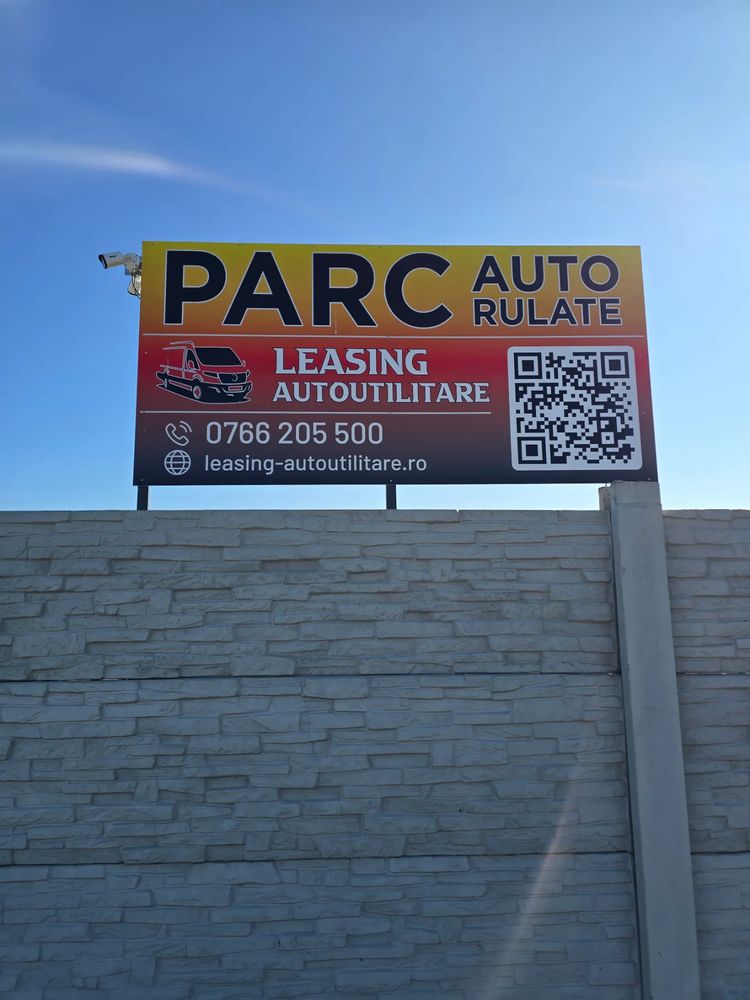 PARC AUTO
RULATE
LEASING
AUTOUTILITARE
0766 205 500
leasing-autoutilitare.ro